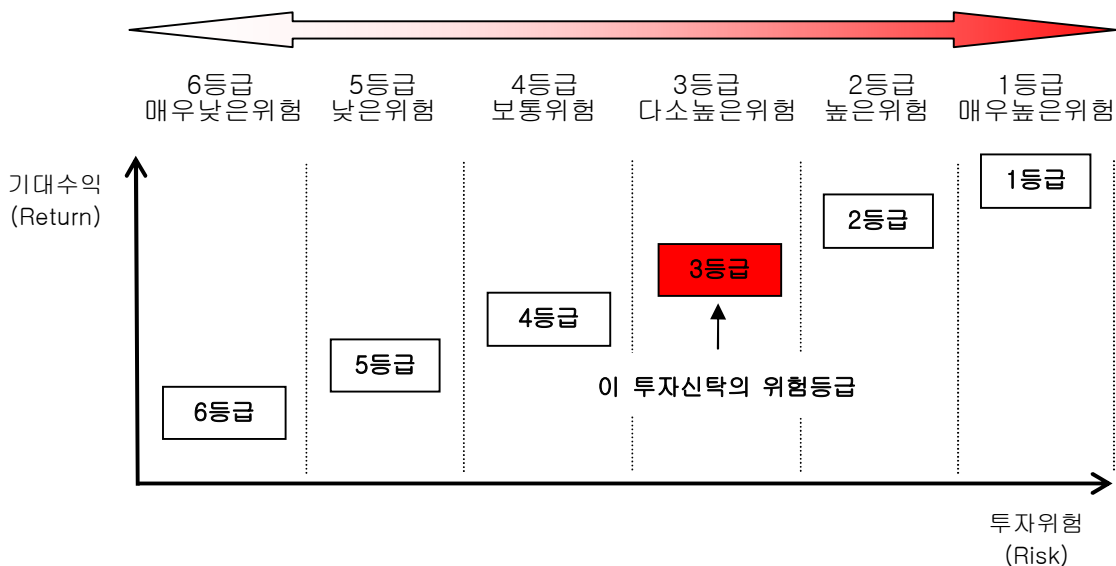 6등급 5등급 4등급 3등급 2등급 1등급
매우낮은위험 낮은위험 보통위험 다소높은위험 높은위험 매우높은위험
기대수익
(Return)
1등급
2등급
3등급
4등급
5등급
이 투자신탁의 위험등급
6등급
투자위험
(Risk)